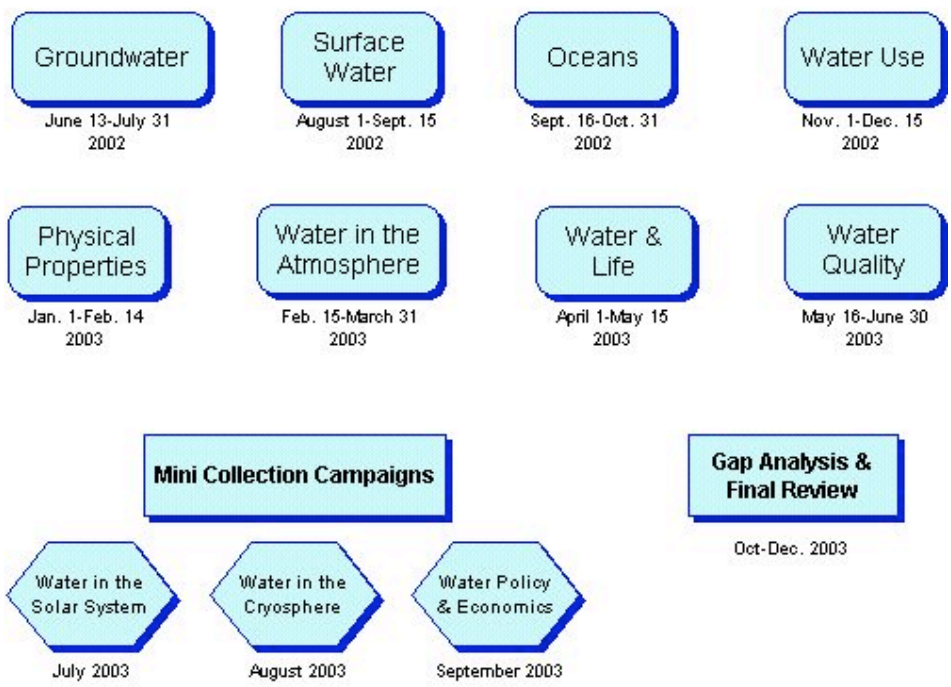 Groundwater
June 13-July 31
2002
Surface
Water
August 1-Sept. 15
2002
Oceans
Sept. 16-Oct. 31
2002
Water Use
Nov. 1-Dec. 15
2002
Physical
Properties
Jan. 1-Feb. 14
2003
Water in the
Atmosphere
Feb. 15-March 31
2003
Water &
Life
April 1-May 15
2003
Water
Quality
May 16-June 30
2003
Mini Collection Campaigns
Gap Analysis &
Final Review
Oct-Dec. 2003
Water in the
Solar System
July 2003
Water in the
Cryosphere
August 2003
Water Policy
& Economics
September 2003